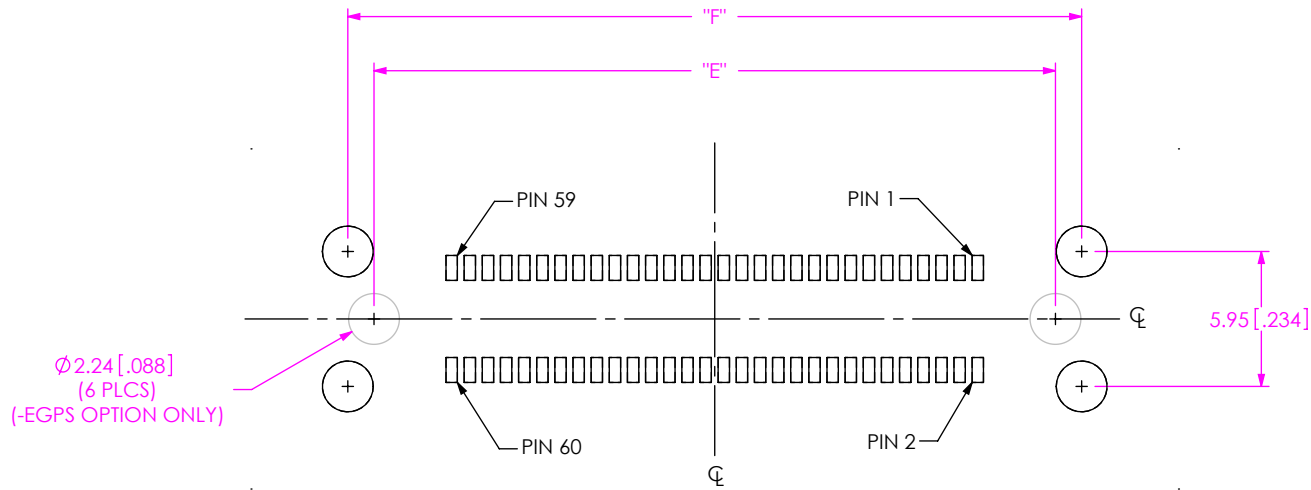 "F"
"E"
PIN 59
PIN 1
℄
5.95[.234]
Ø2.24[.088]
(6 PLCS)
(-EGPS OPTION ONLY)
PIN 60
PIN 2
℄